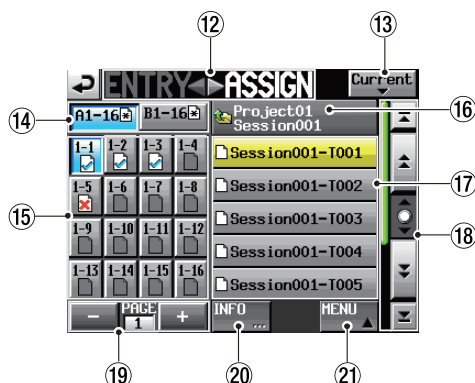 ⑫ ⑬
ENTRY ASSIGN Current
⑭ A1-16* B1-16* Project01 ⑯
Session001
1-1 1-2 1-3 1-4 Session001-T001
⑮ 1-5 1-6 1-7 1-8 Session001-T002 ⑰
1-9 1-10 1-11 1-12 Session001-T003 ⑱
Session001-T004
1-13 1-14 1-15 1-16 Session001-T005
− PAGE + INFO ... MENU
1
⑲ ⑳ ㉑